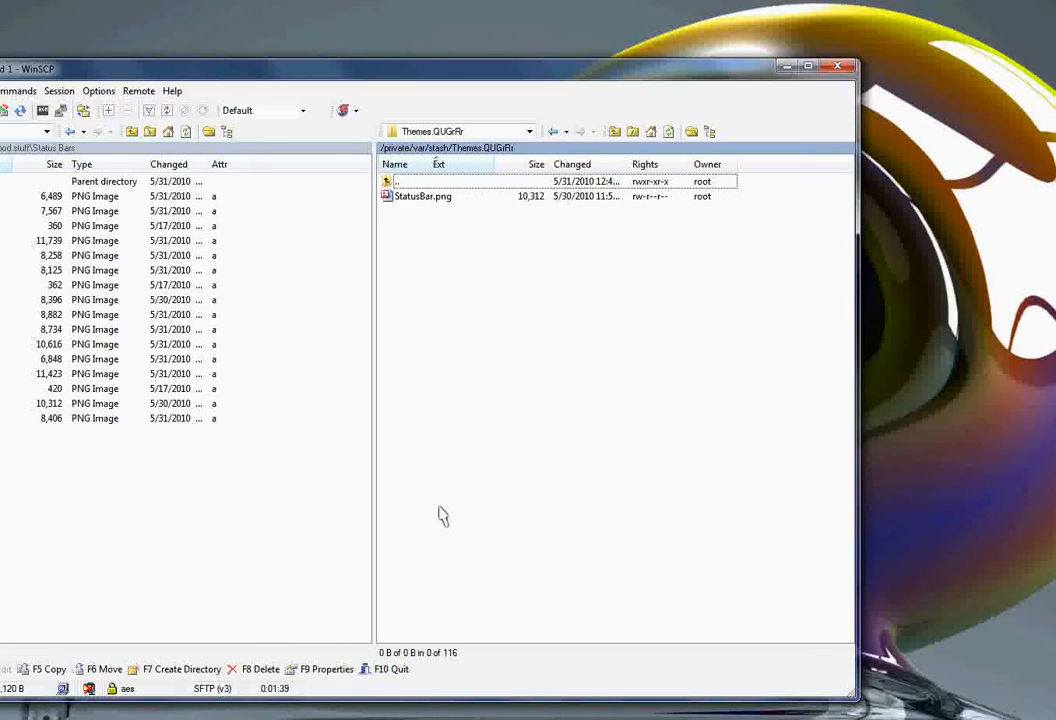 d 1 - WinSCP
ommands Session Options Remote Help
Default
Themes.QUGrRr
ood stuff\Status Bars /private/var/stash/Themes.QUGrRr
Size Type Changed Attr Name Ext Size Changed Rights Owner
Parent directory 5/31/2010 ... .. 5/31/2010 12:4... rwxr-xr-x root
6,489 PNG Image 5/31/2010 ... a StatusBar.png 10,312 5/30/2010 11:5... rw-r--r-- root
7,567 PNG Image 5/31/2010 ... a
360 PNG Image 5/17/2010 ... a
11,739 PNG Image 5/31/2010 ... a
8,258 PNG Image 5/31/2010 ... a
8,125 PNG Image 5/31/2010 ... a
362 PNG Image 5/17/2010 ... a
8,396 PNG Image 5/30/2010 ... a
8,882 PNG Image 5/31/2010 ... a
8,734 PNG Image 5/31/2010 ... a
10,616 PNG Image 5/31/2010 ... a
6,848 PNG Image 5/31/2010 ... a
11,423 PNG Image 5/31/2010 ... a
420 PNG Image 5/17/2010 ... a
10,312 PNG Image 5/30/2010 ... a
8,406 PNG Image 5/31/2010 ... a
0 B of 0 B in 0 of 116
dit F5 Copy F6 Move F7 Create Directory F8 Delete F9 Properties F10 Quit
,120 B aes SFTP (v3) 0:01:39